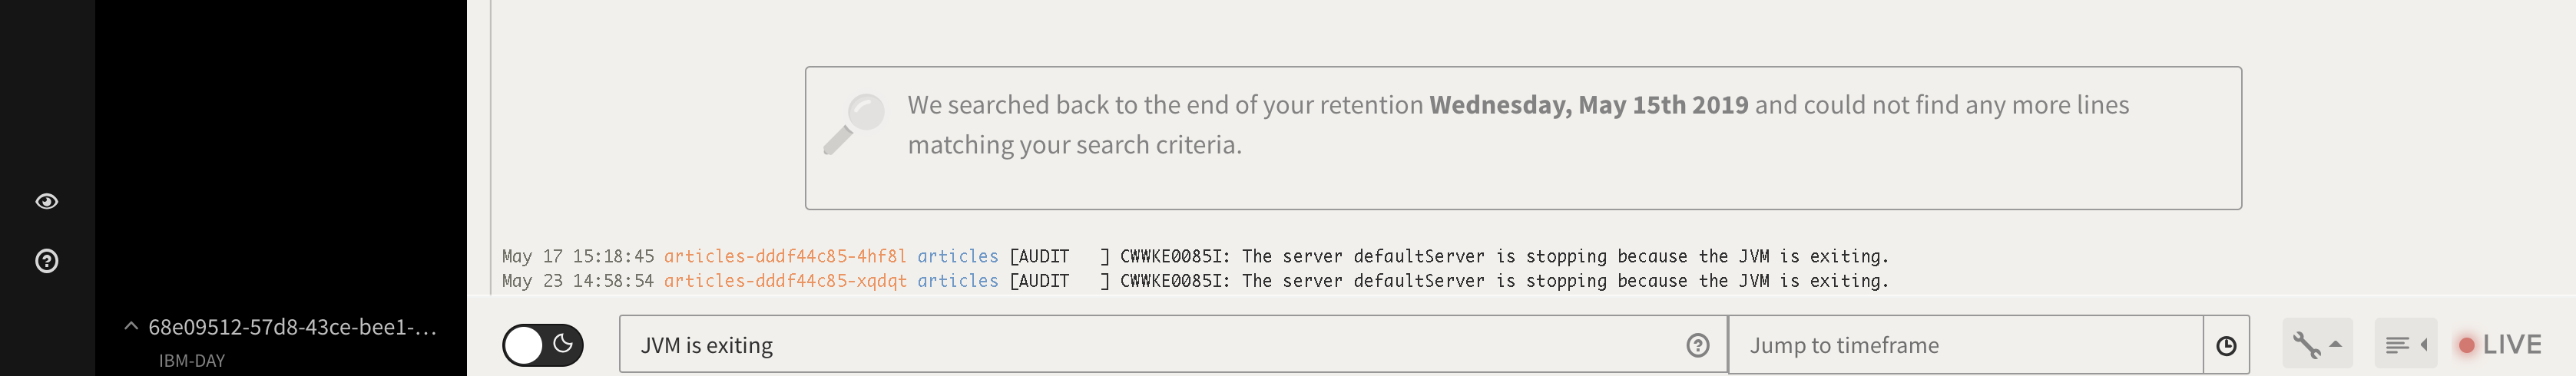 We searched back to the end of your retention Wednesday, May 15th 2019 and could not find any more lines
matching your search criteria.
May 17 15:18:45 articles-dddf44c85-4hf8l articles [AUDIT   ] CWWKE0085I: The server defaultServer is stopping because the JVM is exiting.
May 23 14:58:54 articles-dddf44c85-xqdqt articles [AUDIT   ] CWWKE0085I: The server defaultServer is stopping because the JVM is exiting.
68e09512-57d8-43ce-bee1-...
IBM-DAY
JVM is exiting
Jump to timeframe
LIVE